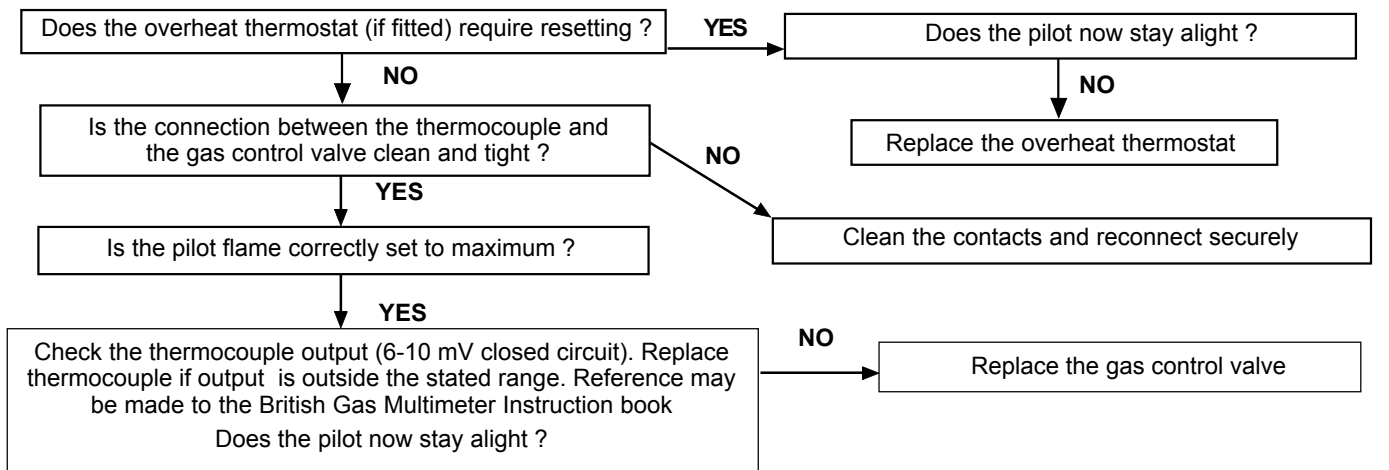 Does the overheat thermostat (if fitted) require resetting ?
YES
Does the pilot now stay alight ?
NO
NO
Is the connection between the thermocouple and
the gas control valve clean and tight ?
Replace the overheat thermostat
NO
YES
Is the pilot flame correctly set to maximum ?
Clean the contacts and reconnect securely
YES
Check the thermocouple output (6-10 mV closed circuit). Replace
thermocouple if output is outside the stated range. Reference may
be made to the British Gas Multimeter Instruction book
Does the pilot now stay alight ?
NO
Replace the gas control valve